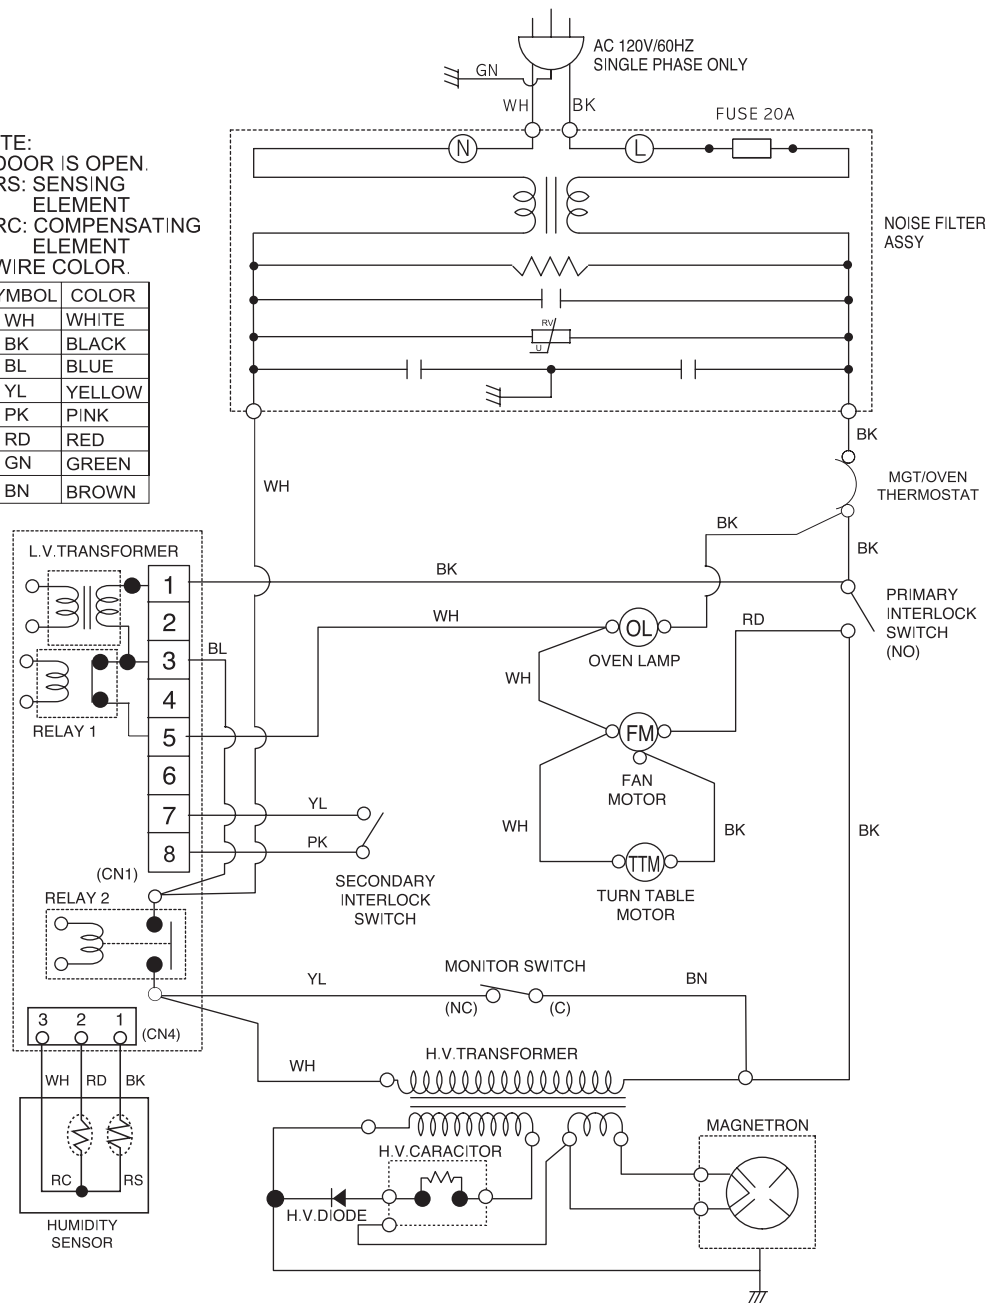 AC 120V/60HZ
SINGLE PHASE ONLY
GN
WH
BK
FUSE 20A
N
L
TE:
DOOR IS OPEN.
RS: SENSING
ELEMENT
RC: COMPENSATING
ELEMENT
WIRE COLOR.
YMBOL COLOR
WH WHITE
BK BLACK
BL BLUE
YL YELLOW
PK PINK
RD RED
GN GREEN
BN BROWN
NOISE FILTER
ASSY
RV
U
BK
WH
MGT/OVEN
THERMOSTAT
BK
BK
L.V.TRANSFORMER
BK
1
2
3
4
5
6
7
8
BL
WH
OL
OVEN LAMP
RD
PRIMARY
INTERLOCK
SWITCH
(NO)
RELAY 1
WH
FM
FAN
MOTOR
YL
PK
WH
BK
BK
TTM
TURN TABLE
MOTOR
(CN1)
SECONDARY
INTERLOCK
SWITCH
RELAY 2
YL
MONITOR SWITCH
(NC)
(C)
BN
3 2 1
(CN4)
H.V.TRANSFORMER
WH
WH RD BK
RC
RS
HUMIDITY
SENSOR
H.V.CARACITOR
H.V.DIODE
MAGNETRON